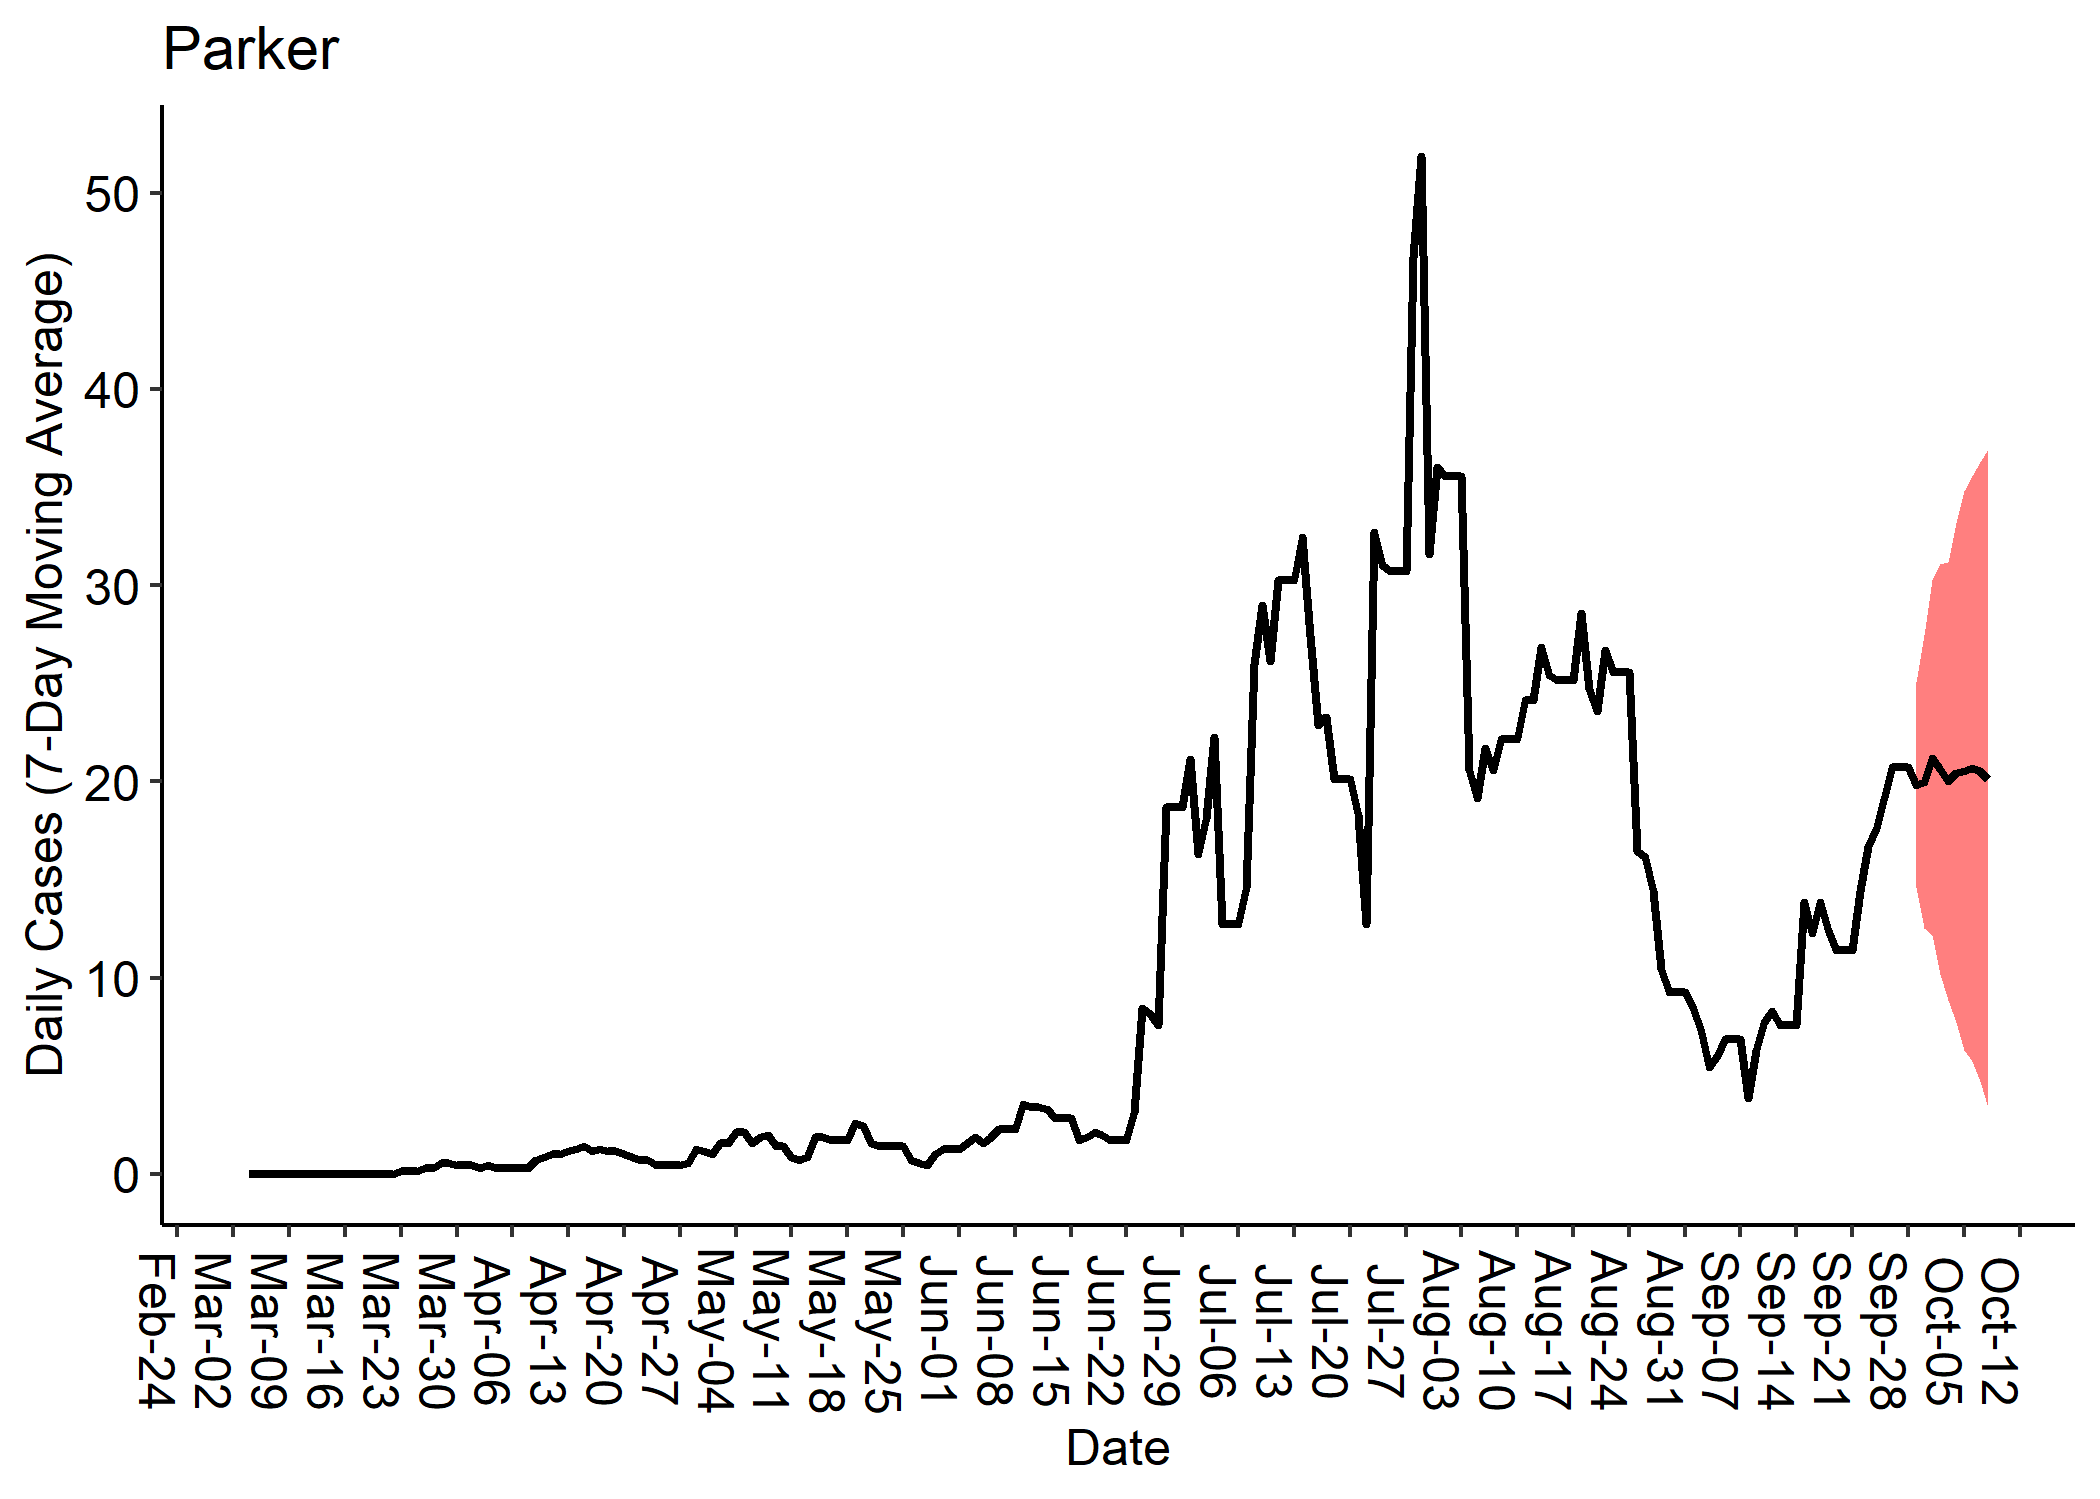 Parker
Daily Cases (7-Day Moving Average)
50
40
30
20
10
0
Feb-24
Mar-02
Mar-09
Mar-16
Mar-23
Mar-30
Apr-06
Apr-13
Apr-20
Apr-27
May-04
May-11
May-18
May-25
Jun-01
Jun-08
Jun-15
Jun-22
Jun-29
Jul-06
Jul-13
Jul-20
Jul-27
Aug-03
Aug-10
Aug-17
Aug-24
Aug-31
Sep-07
Sep-14
Sep-21
Sep-28
Oct-05
Oct-12
Date